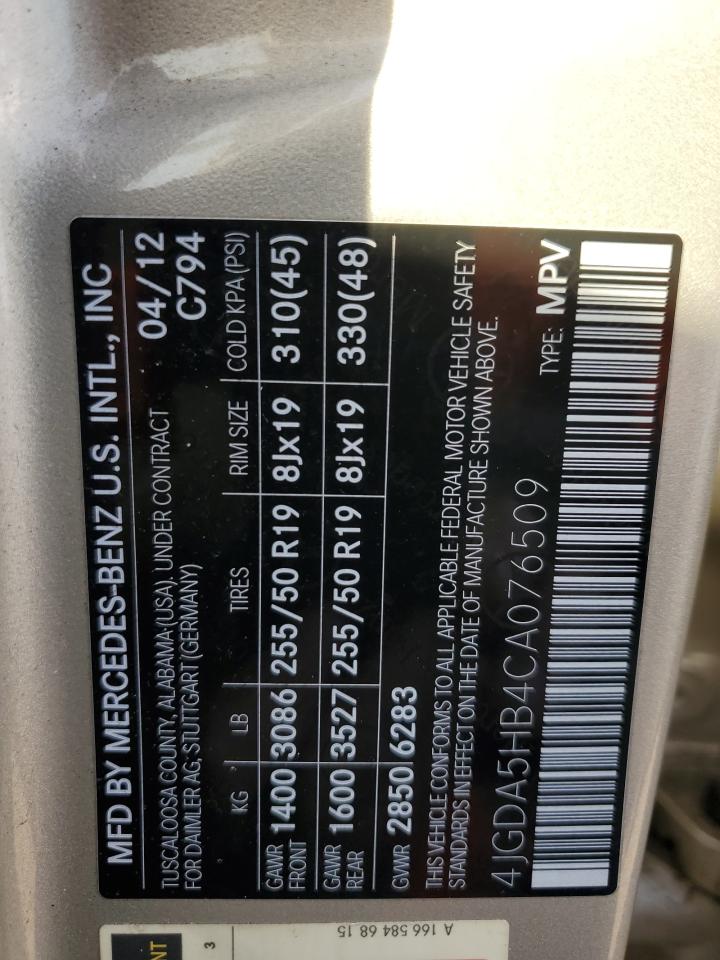 MFD BY MERCEDES-BENZ U.S. INTL., INC
TUSCALOOSA COUNTY, ALABAMA (USA). UNDER CONTRACT 04/12
FOR DAIMLER AG, STUTTGART (GERMANY) C794
KG LB TIRES RIM SIZE COLD KPA (PSI)
GAWR FRONT 1400 3086 255/50 R19 8Jx19 310(45)
GAWR REAR 1600 3527 255/50 R19 8Jx19 330(48)
GVWR 2850 6283
THIS VEHICLE CONFORMS TO ALL APPLICABLE FEDERAL MOTOR VEHICLE SAFETY
STANDARDS IN EFFECT ON THE DATE OF MANUFACTURE SHOWN ABOVE.
4JGDA5HB4CA076509 TYPE: MPV
A 166 584 68 15
3